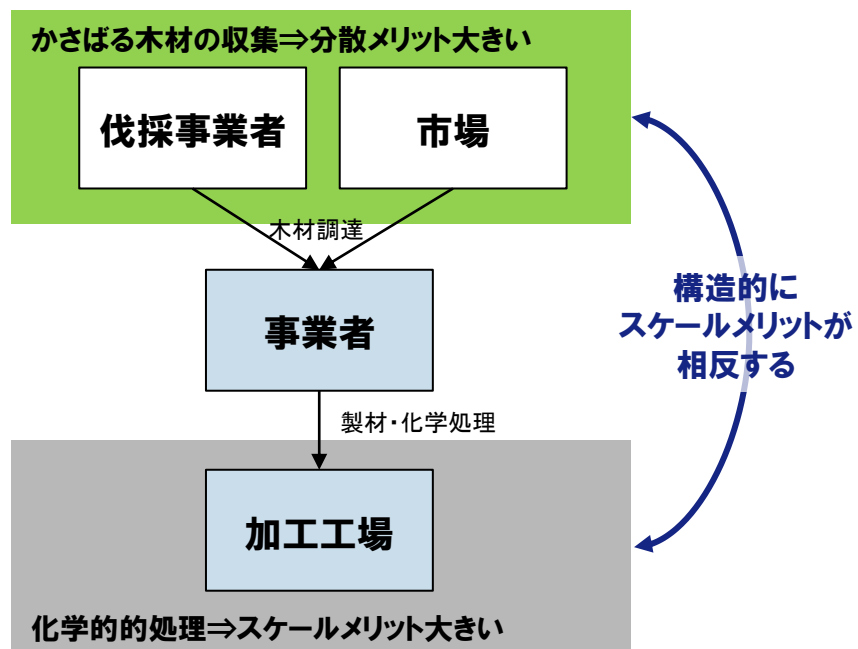 かさばる木材の収集⇒分散メリット大きい
伐採事業者
市場
木材調達
事業者
構造的に
スケールメリットが
相反する
製材・化学処理
加工工場
化学的的処理⇒スケールメリット大きい